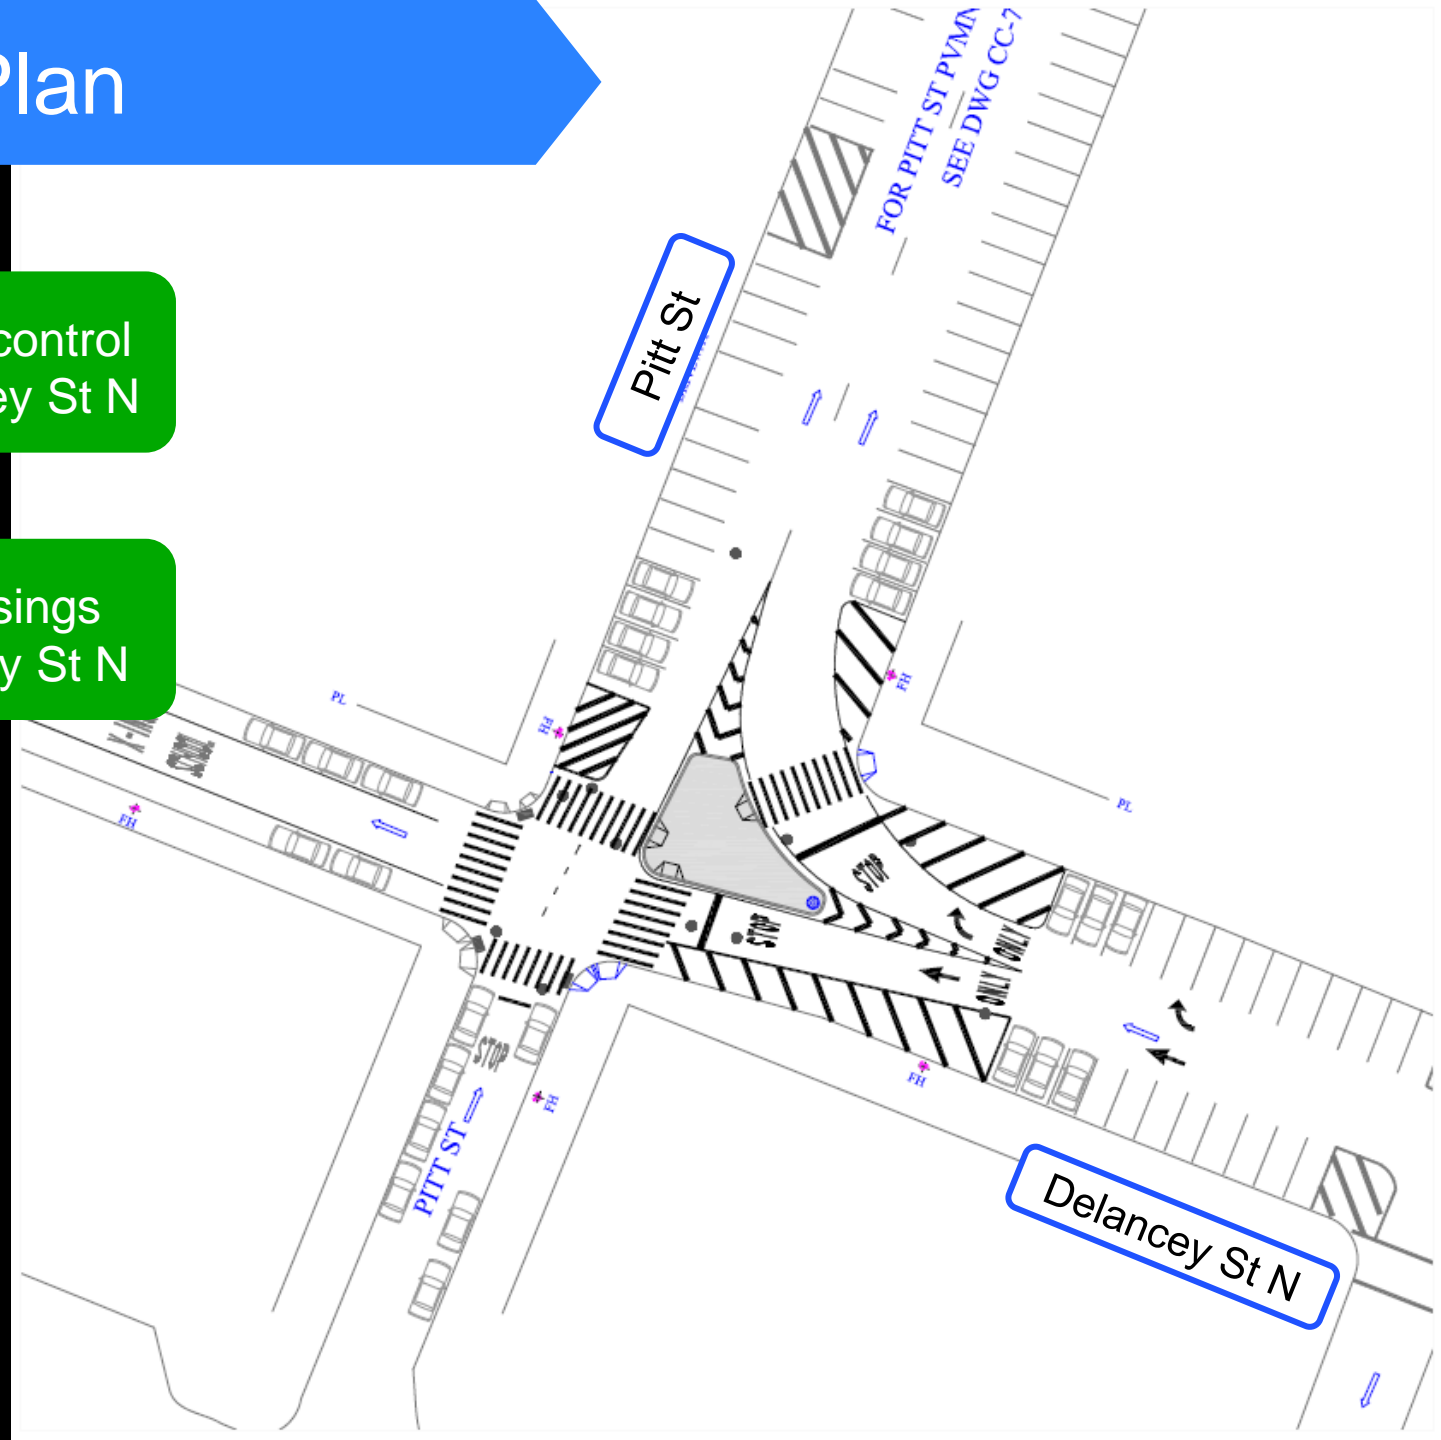 Plan
control
ey St N
sings
y St N
FOR PITT ST PVMN
SEE DWG CC-7
Pitt St
PL
FH
FH
FH
PL
STOP
STOP
ONLY
ONLY
STOP
FH
FH
PITT ST
Delancey St N